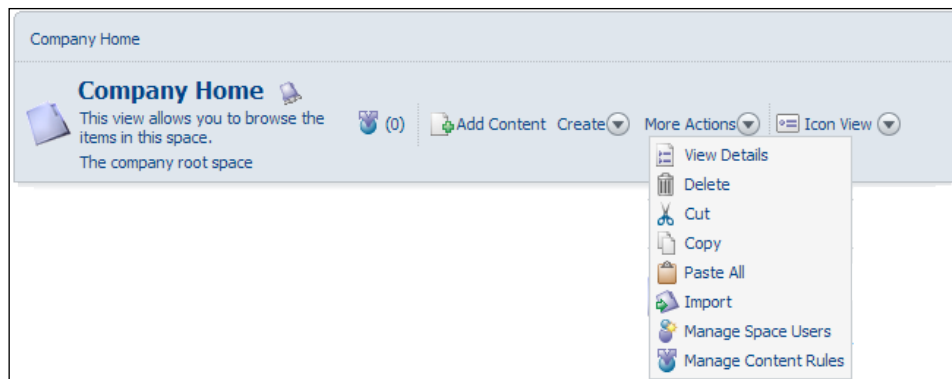 Company Home
Company Home
This view allows you to browse the
items in this space.
The company root space
(0)
Add Content
Create
More Actions
Icon View
View Details
Delete
Cut
Copy
Paste All
Import
Manage Space Users
Manage Content Rules